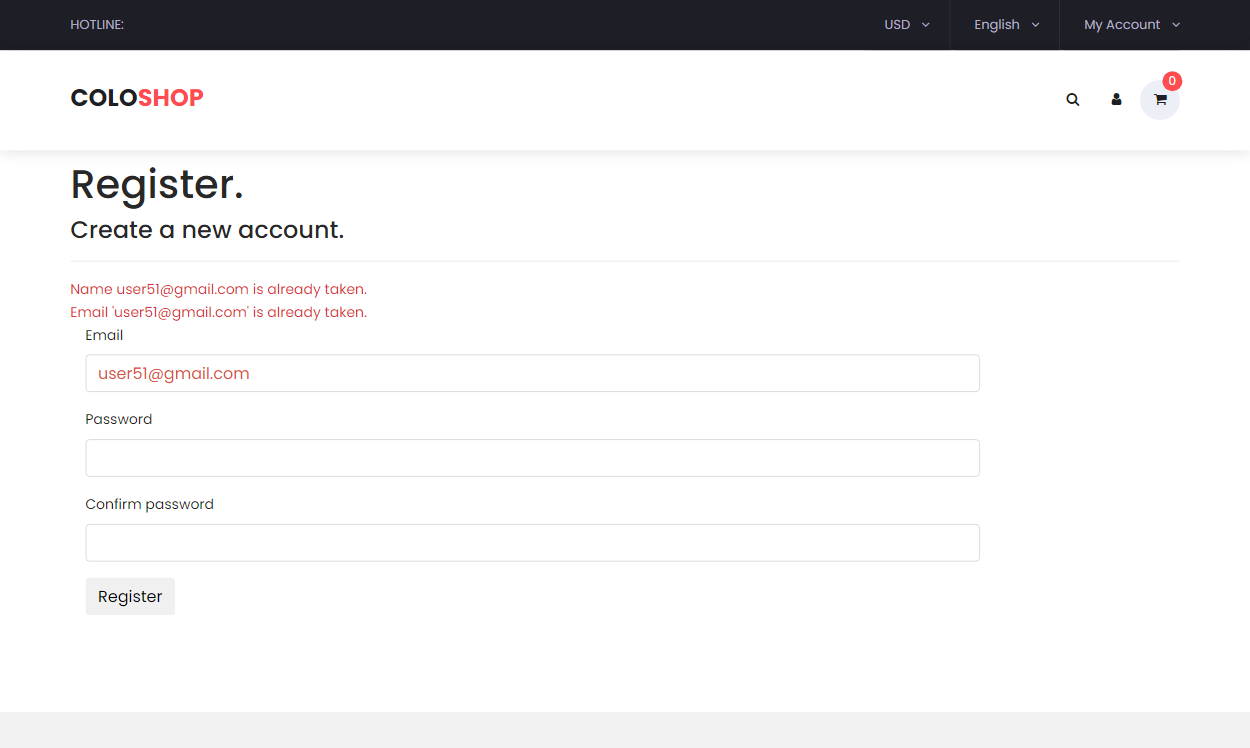 HOTLINE: USD English My Account
COLOSHOP 0
Register.
Create a new account.
Name user51@gmail.com is already taken.
Email 'user51@gmail.com' is already taken.
Email
user51@gmail.com
Password
Confirm password
Register